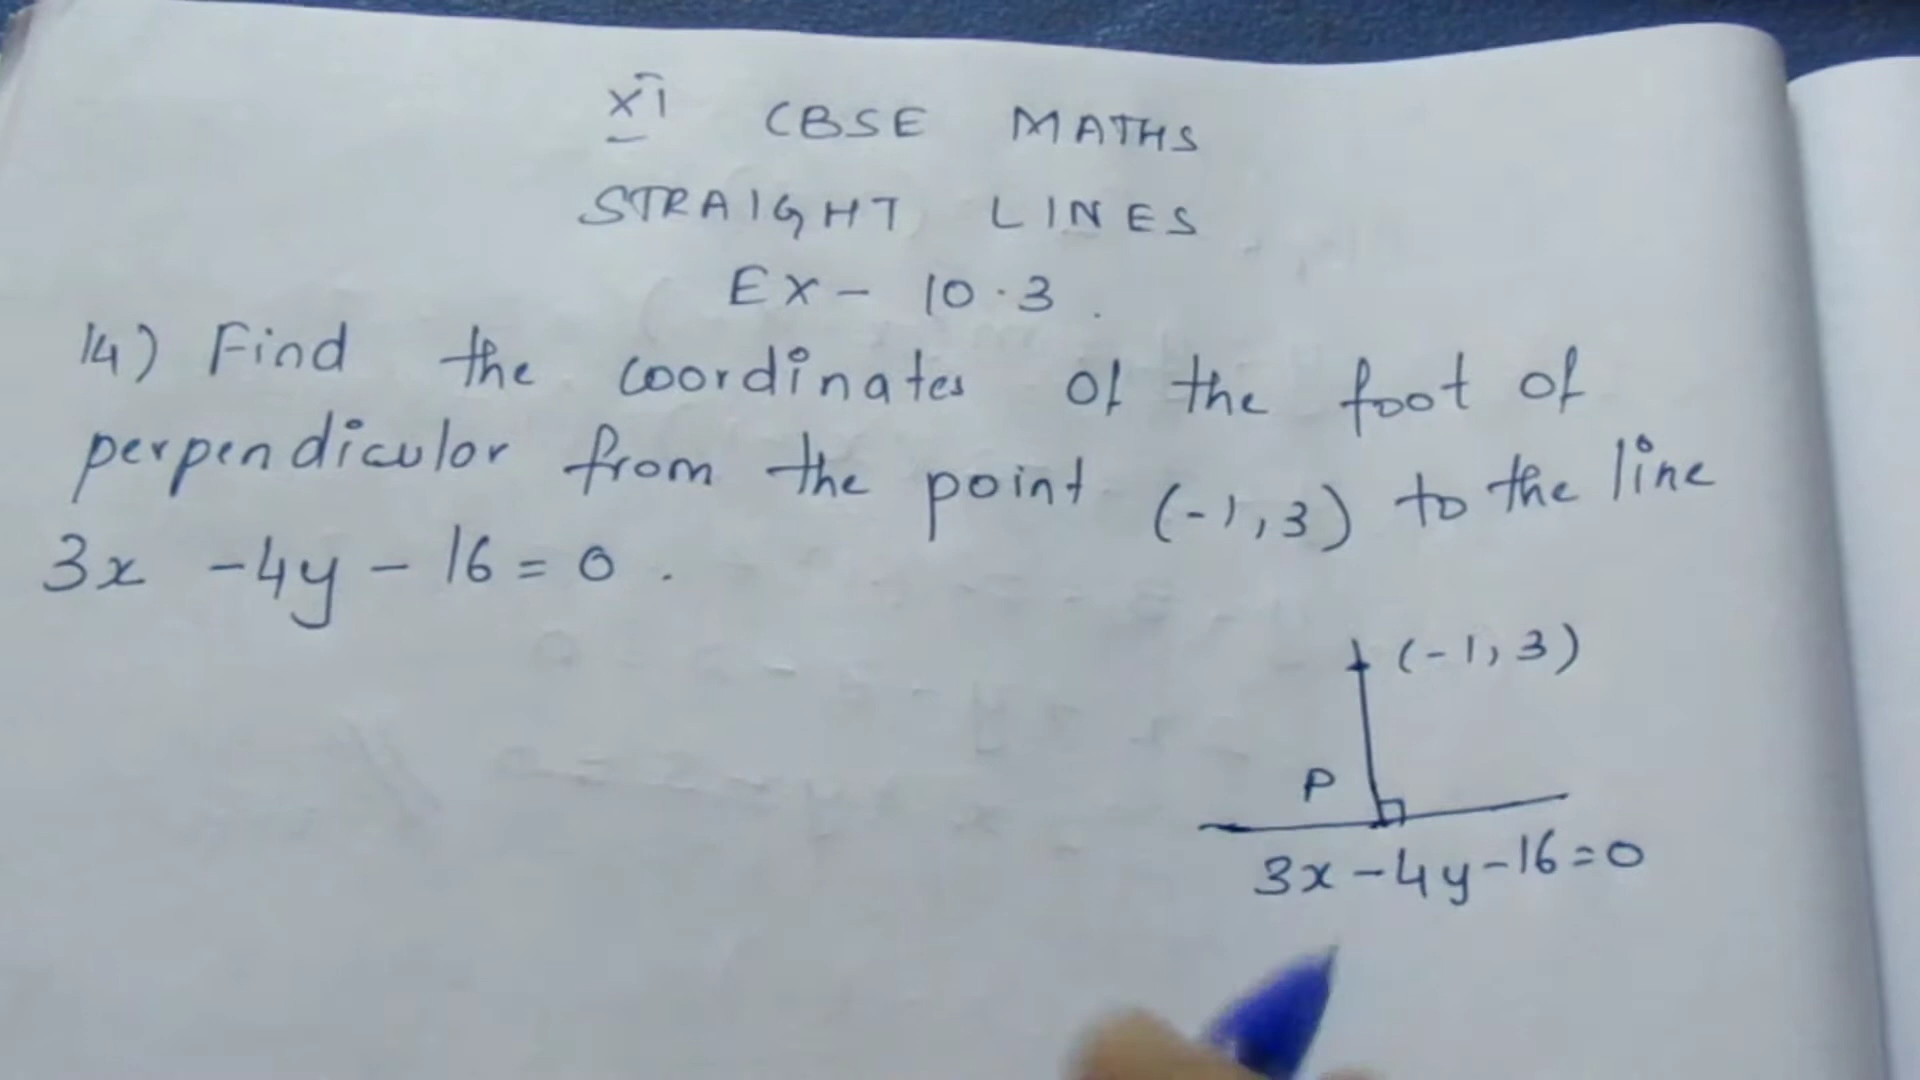 XI CBSE MATHS
STRAIGHT LINES
EX - 10.3.
14) Find the coordinates of the foot of
perpendicular from the point (-1,3) to the line
3x - 4y - 16 = 0.
(-1, 3)
P
3x - 4y - 16 = 0